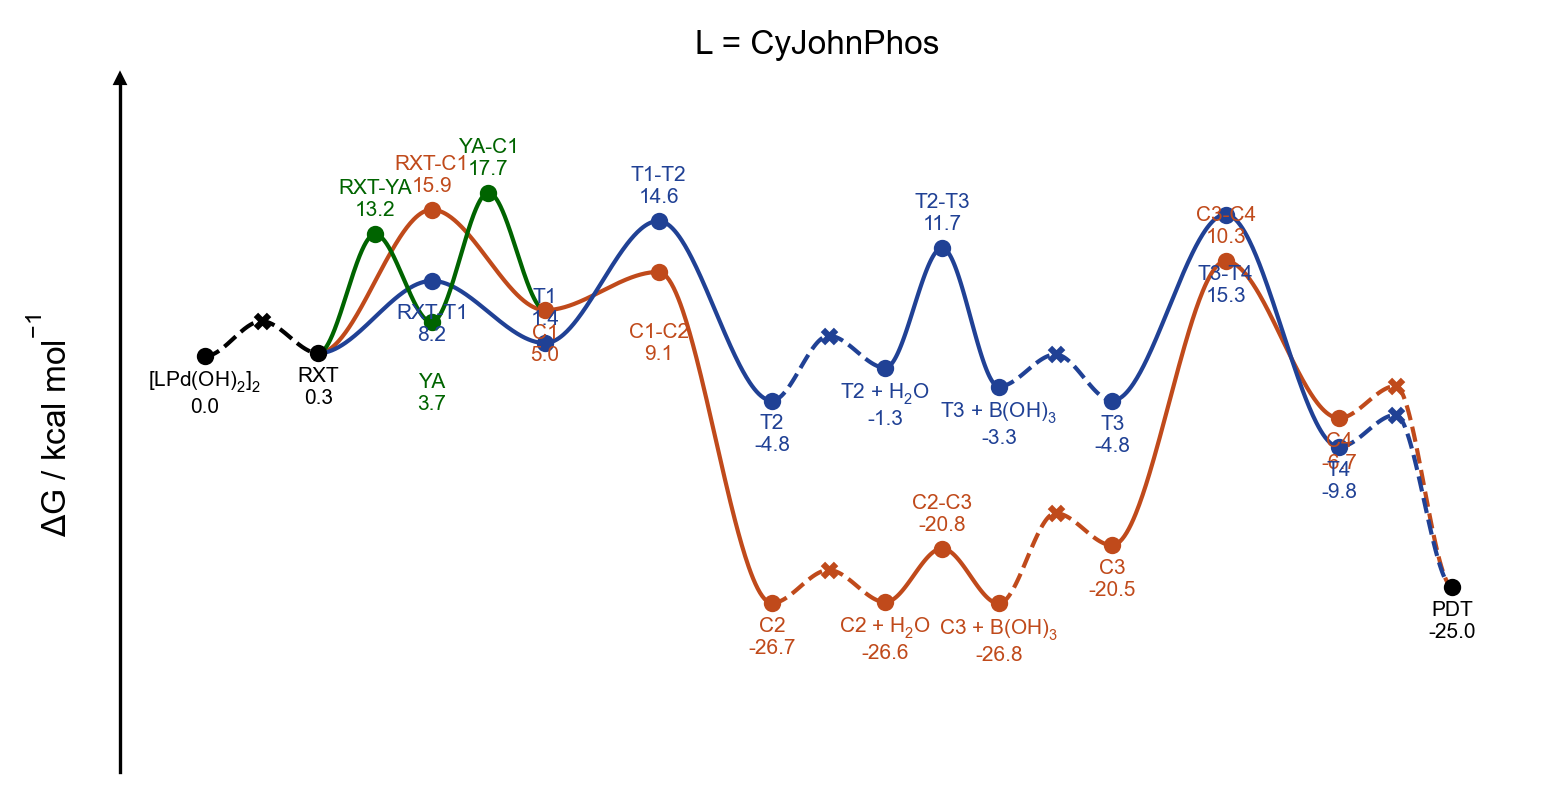 L = CyJohnPhos
ΔG / kcal mol⁻¹
[LPd(OH)₂]₂
0.0
RXT
0.3
RXT-YA
13.2
RXT-C1
15.9
YA-C1
17.7
RXT-T1
8.2
YA
3.7
T1
1.4
C1
5.0
T1-T2
14.6
C1-C2
9.1
T2
-4.8
T2 + H₂O
-1.3
T2-T3
11.7
T3 + B(OH)₃
-3.3
T3
-4.8
C2
-26.7
C2 + H₂O
-26.6
C2-C3
-20.8
C3 + B(OH)₃
-26.8
C3
-20.5
C3-C4
10.3
T3-T4
15.3
C4
-6.7
T4
-9.8
PDT
-25.0